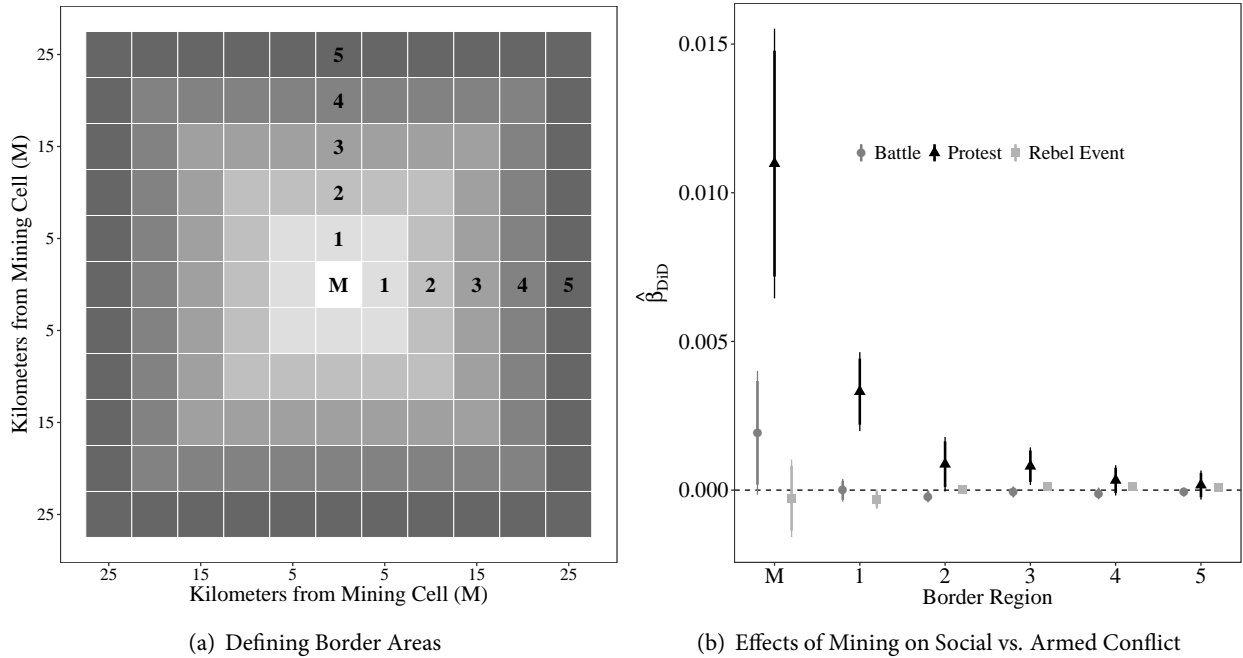 25
15
5
5
15
25
Kilometers from Mining Cell (M)
5
4
3
2
1
M 1 2 3 4 5
25 15 5 5 15 25
Kilometers from Mining Cell (M)
(a) Defining Border Areas
0.015
0.010
0.005
0.000
β̂DiD
Battle Protest Rebel Event
M 1 2 3 4 5
Border Region
(b) Effects of Mining on Social vs. Armed Conflict